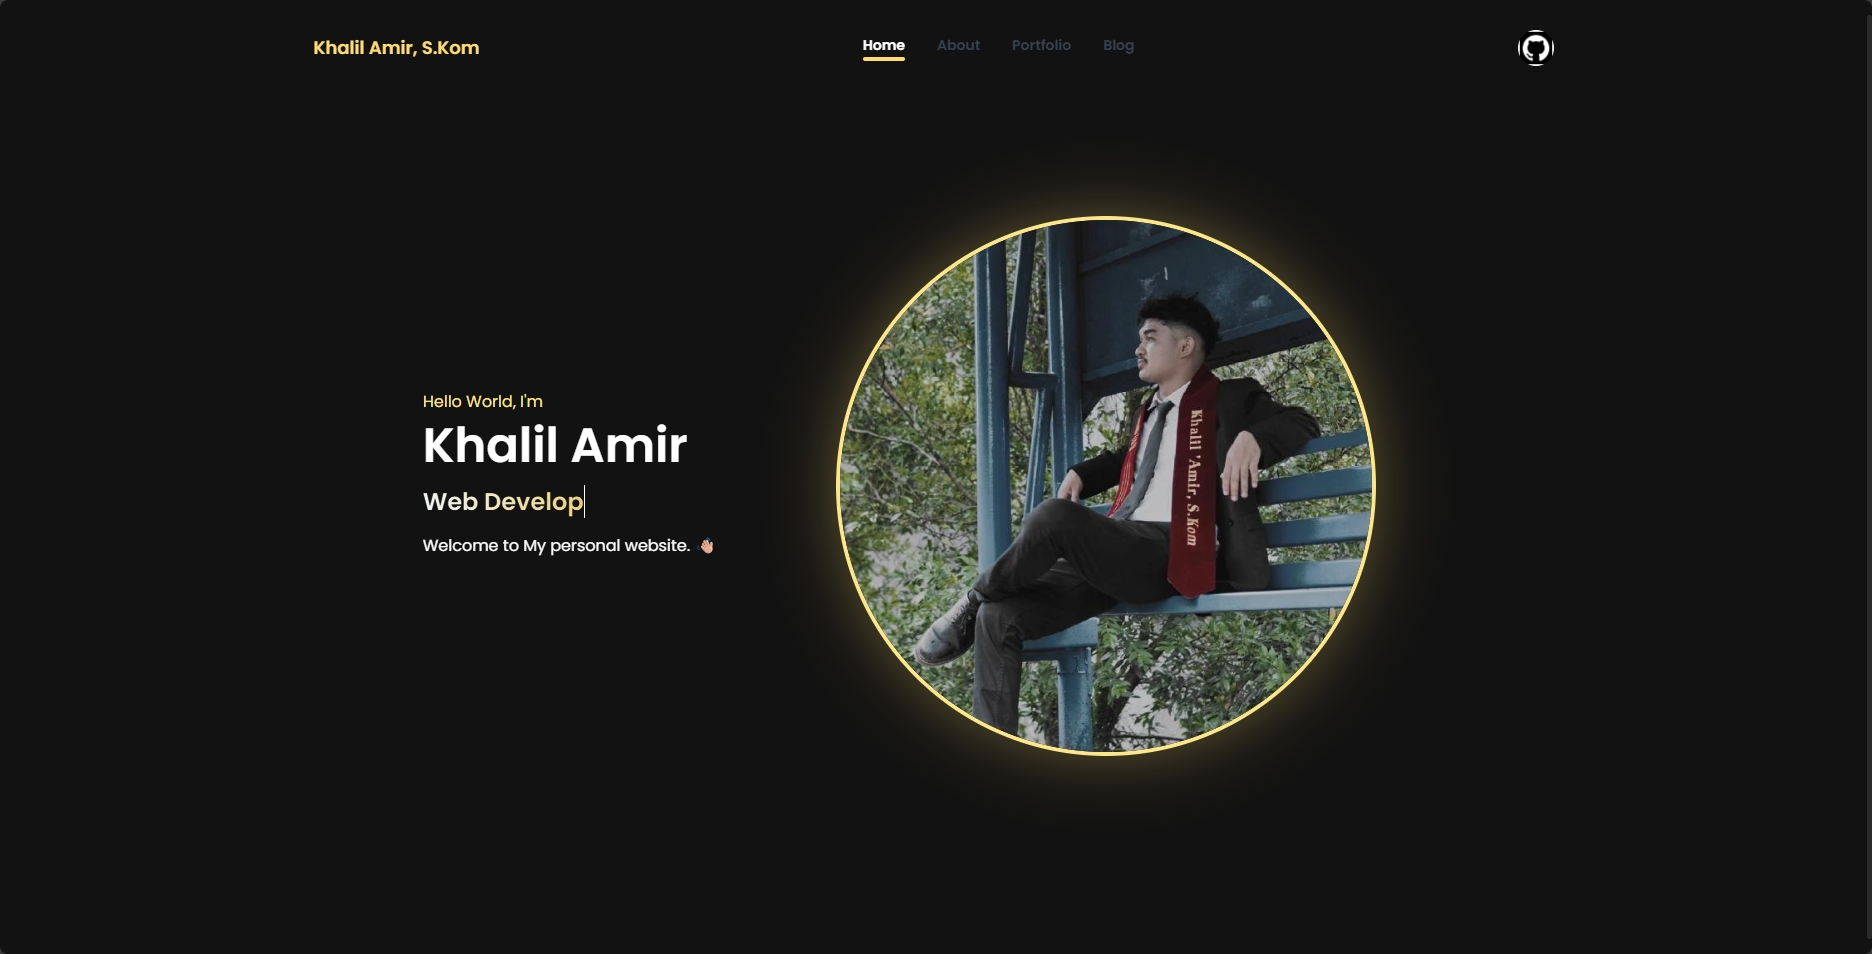 Khalil Amir, S.Kom
Home About Portfolio Blog
Hello World, I'm
Khalil Amir
Web Develop
Welcome to My personal website. 👋🏼
Khalil 'Amir, S.Kom